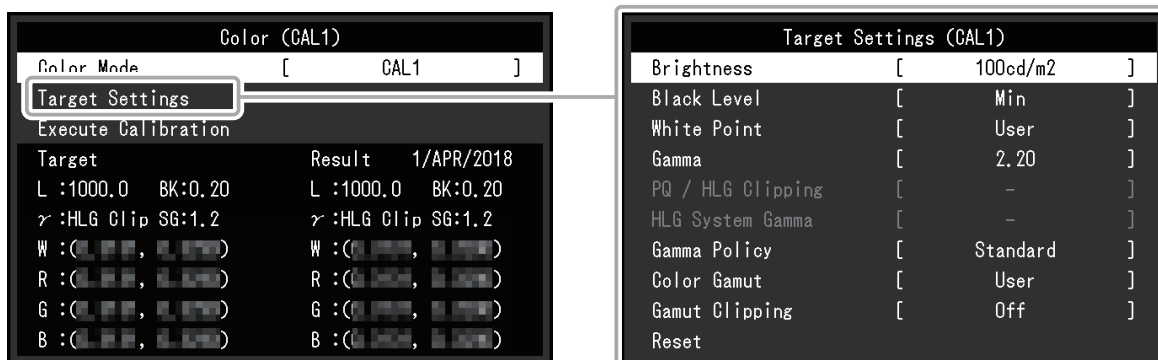 Color (CAL1)
Color Mode [ CAL1 ]
Target Settings
Execute Calibration
Target Result 1/APR/2018
L :1000.0 BK:0.20 L :1000.0 BK:0.20
γ :HLG Clip SG:1.2 γ :HLG Clip SG:1.2
W :( , ) W :( , )
R :( , ) R :( , )
G :( , ) G :( , )
B :( , ) B :( , )
Target Settings (CAL1)
Brightness [ 100cd/m2 ]
Black Level [ Min ]
White Point [ User ]
Gamma [ 2.20 ]
PQ / HLG Clipping [ – ]
HLG System Gamma [ – ]
Gamma Policy [ Standard ]
Color Gamut [ User ]
Gamut Clipping [ Off ]
Reset